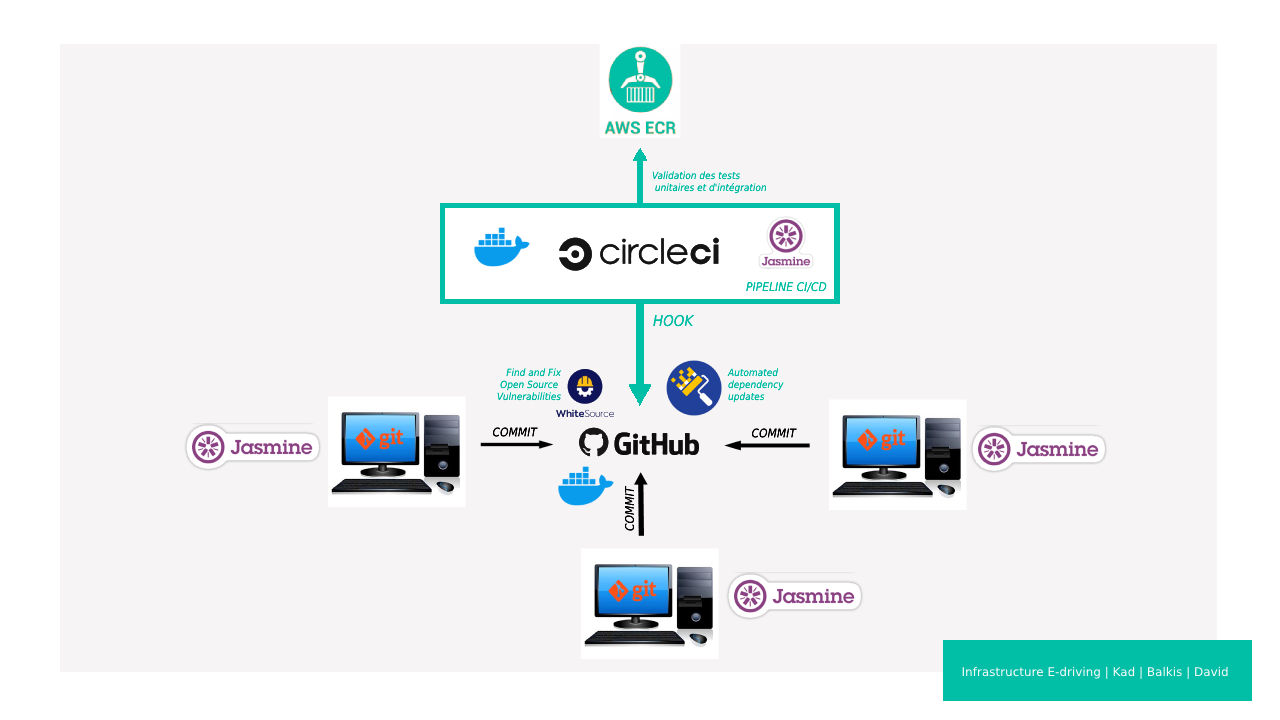 AWS ECR
Validation des tests
unitaires et d'intégration
circleci
Jasmine
PIPELINE CI/CD
HOOK
Find and Fix
Open Source
Vulnerabilities
WhiteSource
Automated
dependency
updates
COMMIT
GitHub
COMMIT
Jasmine
git
git
Jasmine
COMMIT
git
Jasmine
Infrastructure E-driving | Kad | Balkis | David